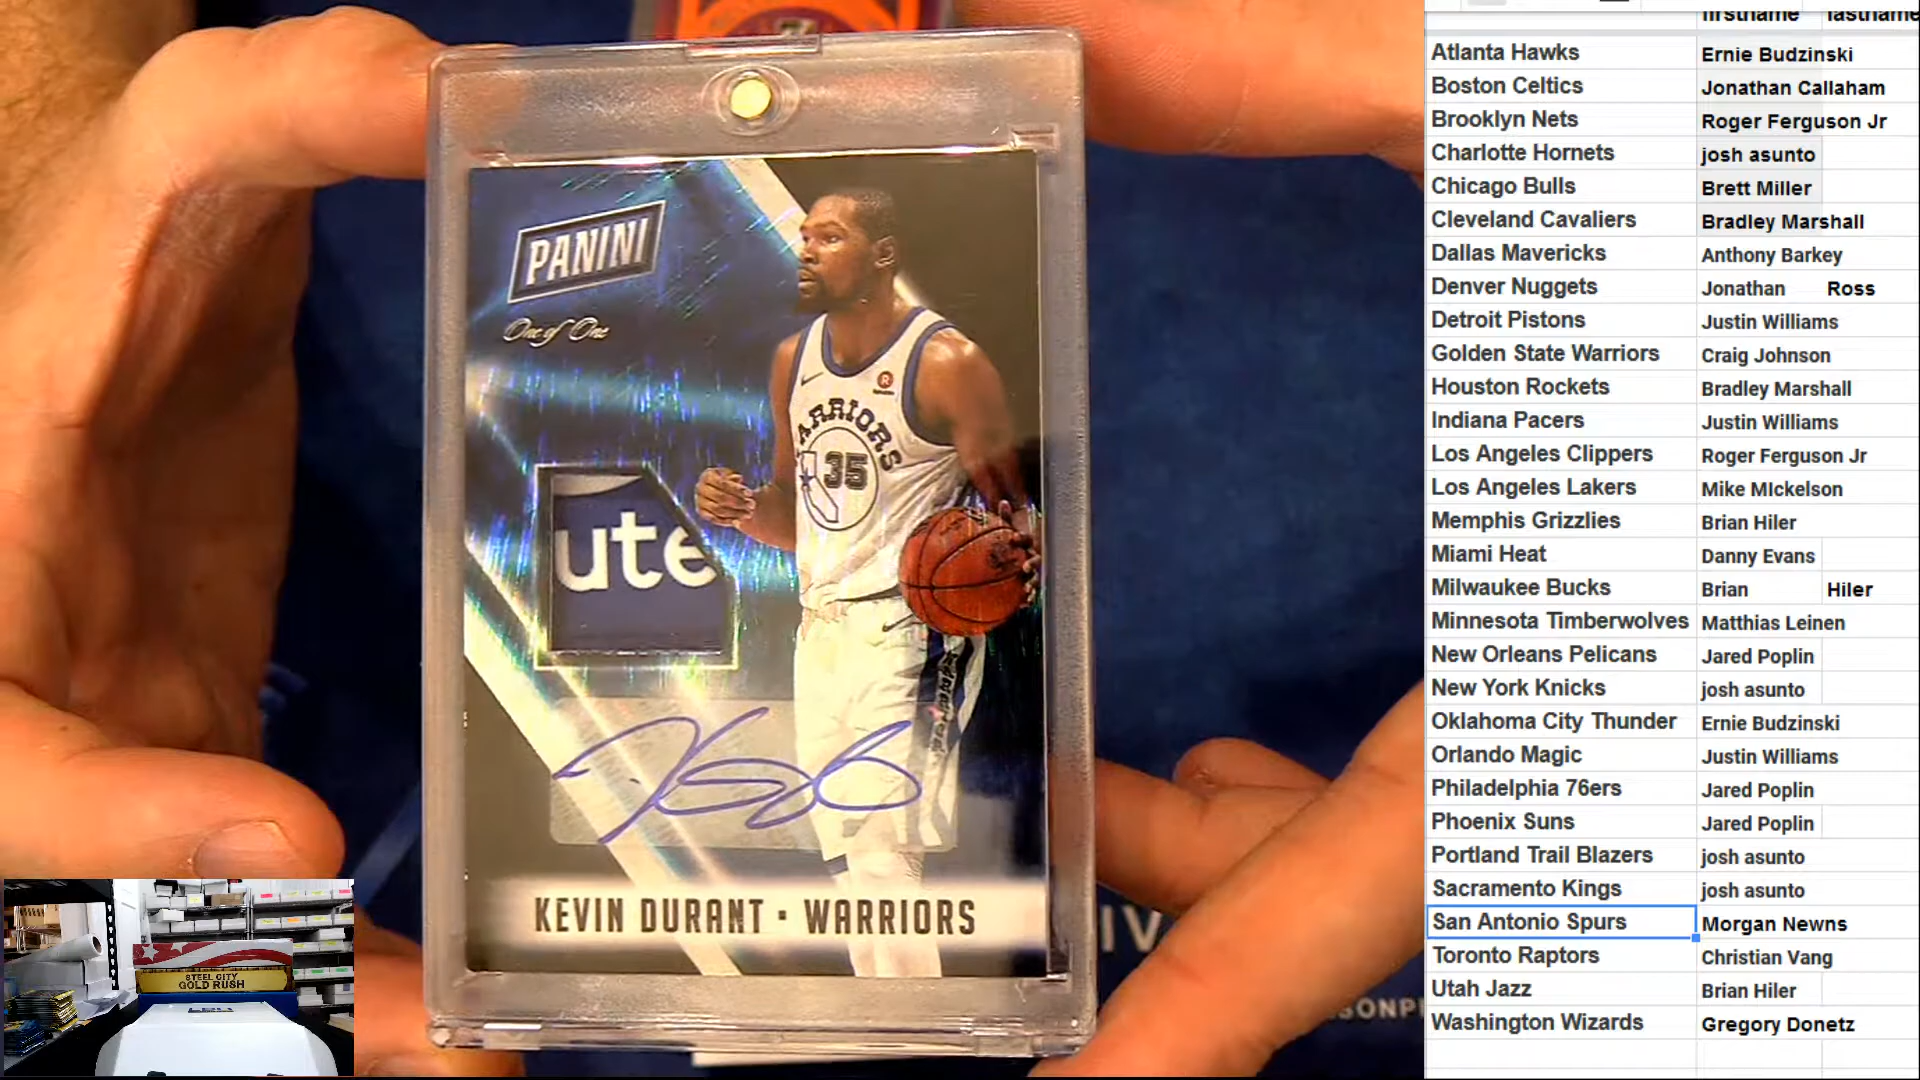 PANINI
One of One
WARRIORS
35
R
ute
KEVIN DURANT · WARRIORS
STEEL CITY
GOLD RUSH
firstname lastname
Atlanta Hawks Ernie Budzinski
Boston Celtics Jonathan Callaham
Brooklyn Nets Roger Ferguson Jr
Charlotte Hornets josh asunto
Chicago Bulls Brett Miller
Cleveland Cavaliers Bradley Marshall
Dallas Mavericks Anthony Barkey
Denver Nuggets Jonathan Ross
Detroit Pistons Justin Williams
Golden State Warriors Craig Johnson
Houston Rockets Bradley Marshall
Indiana Pacers Justin Williams
Los Angeles Clippers Roger Ferguson Jr
Los Angeles Lakers Mike MIckelson
Memphis Grizzlies Brian Hiler
Miami Heat Danny Evans
Milwaukee Bucks Brian Hiler
Minnesota Timberwolves Matthias Leinen
New Orleans Pelicans Jared Poplin
New York Knicks josh asunto
Oklahoma City Thunder Ernie Budzinski
Orlando Magic Justin Williams
Philadelphia 76ers Jared Poplin
Phoenix Suns Jared Poplin
Portland Trail Blazers josh asunto
Sacramento Kings josh asunto
San Antonio Spurs Morgan Newns
Toronto Raptors Christian Vang
Utah Jazz Brian Hiler
Washington Wizards Gregory Donetz